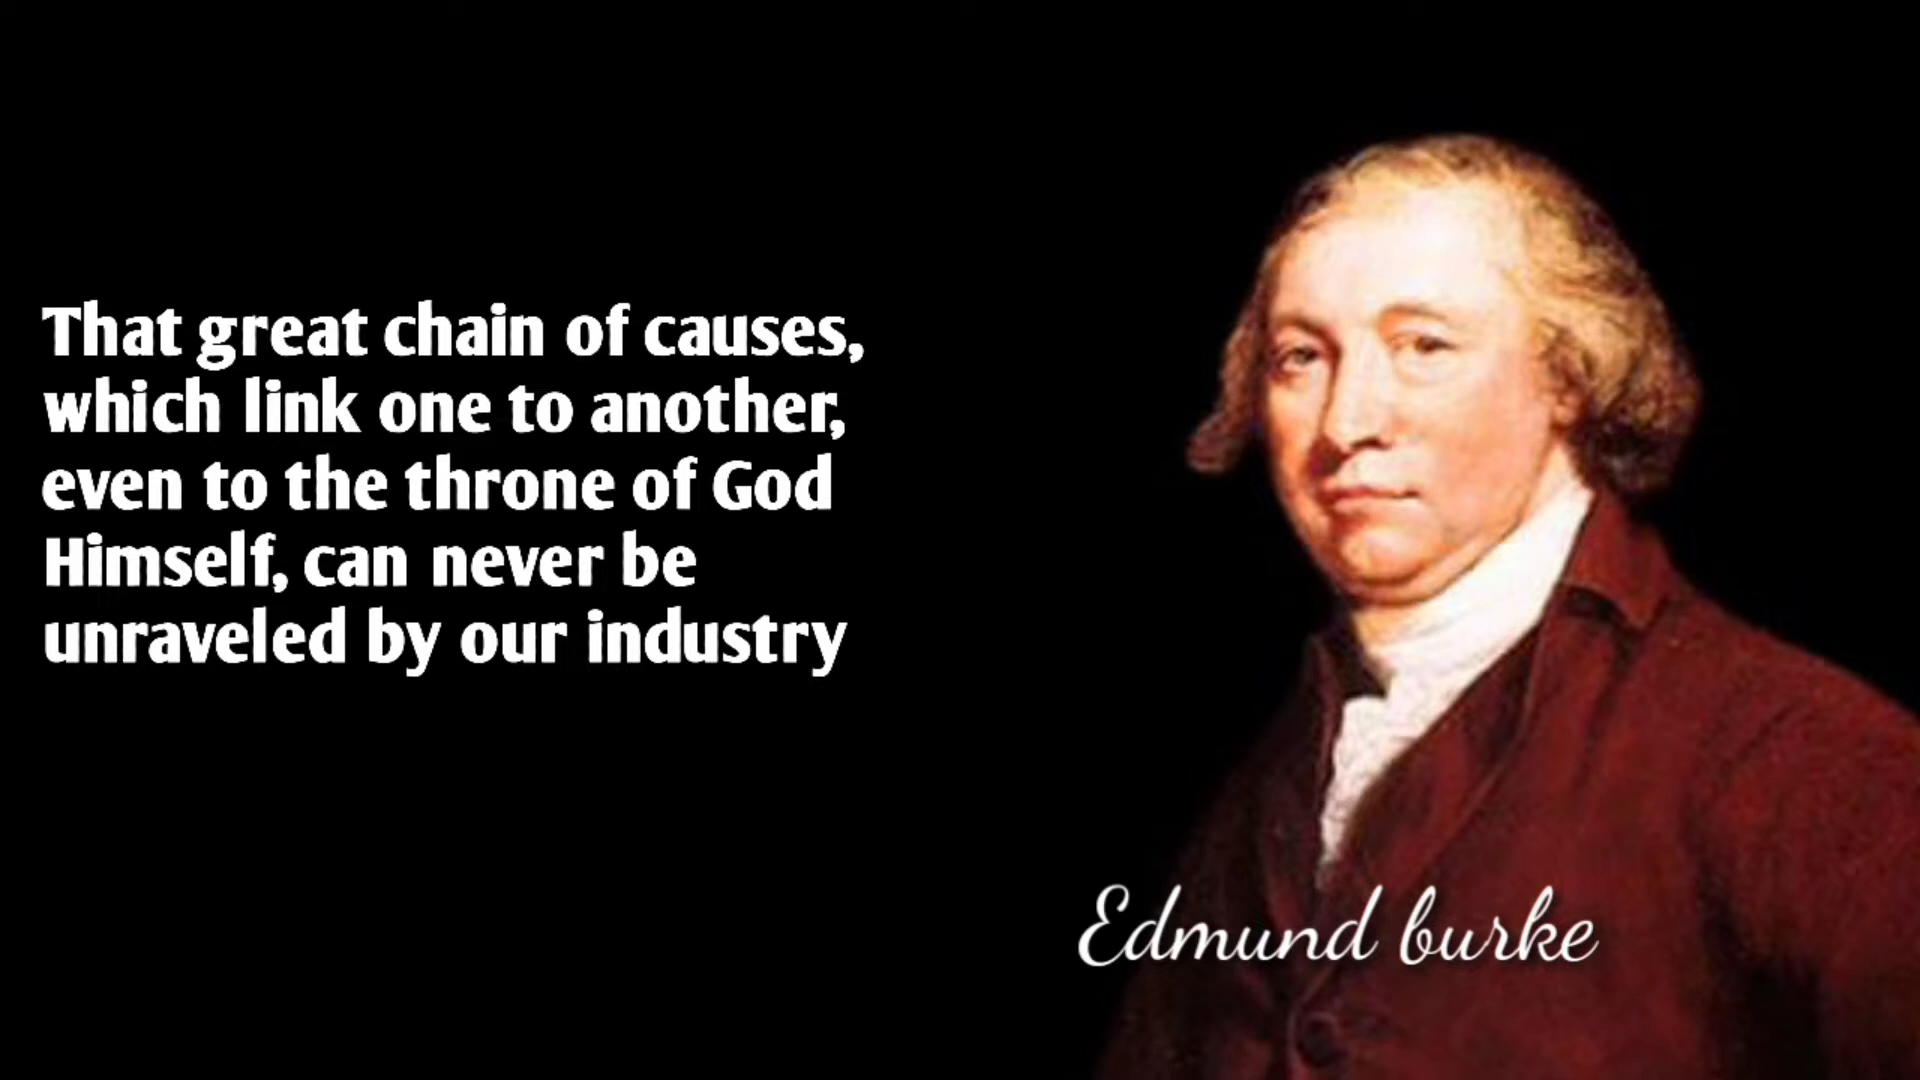 That great chain of causes,
which link one to another,
even to the throne of God
Himself, can never be
unraveled by our industry
Edmund burke